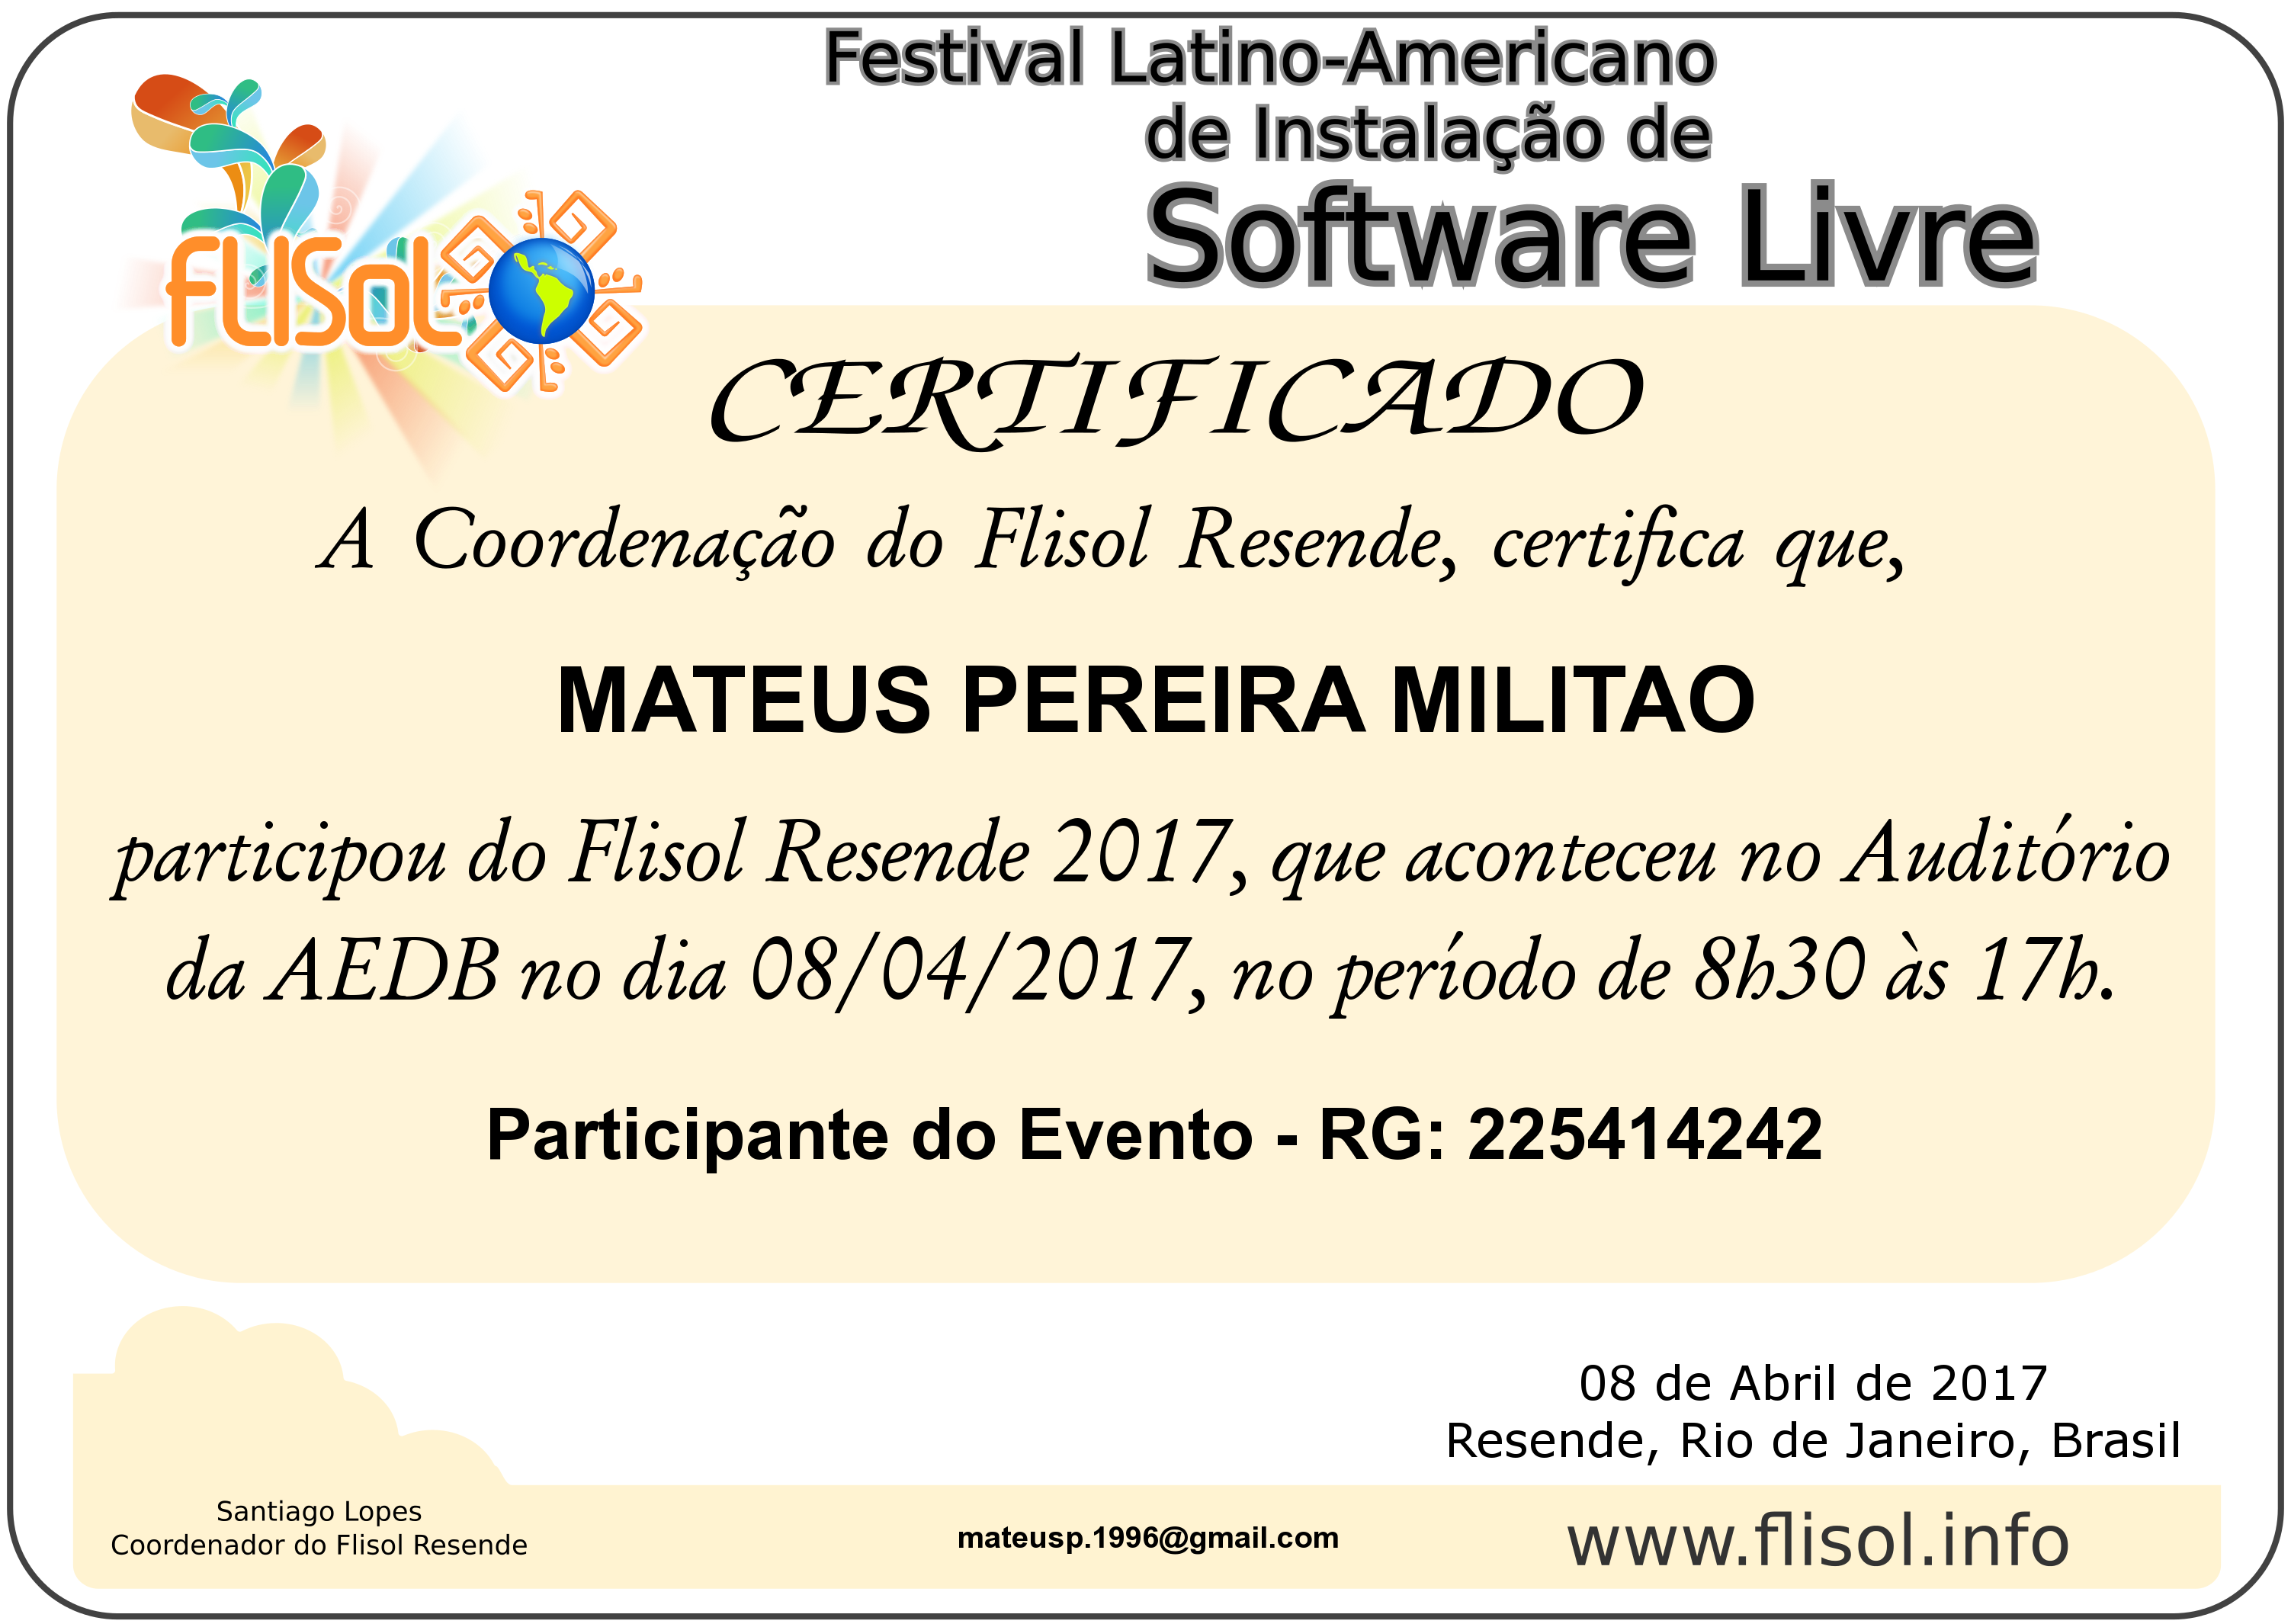 Festival Latino-Americano
de Instalação de
Software Livre
FLISoL
CERTIFICADO
A Coordenação do Flisol Resende, certifica que,
MATEUS PEREIRA MILITAO
participou do Flisol Resende 2017, que aconteceu no Auditório
da AEDB no dia 08/04/2017, no período de 8h30 às 17h.
Participante do Evento - RG: 225414242
08 de Abril de 2017
Resende, Rio de Janeiro, Brasil
Santiago Lopes
Coordenador do Flisol Resende
mateusp.1996@gmail.com
www.flisol.info